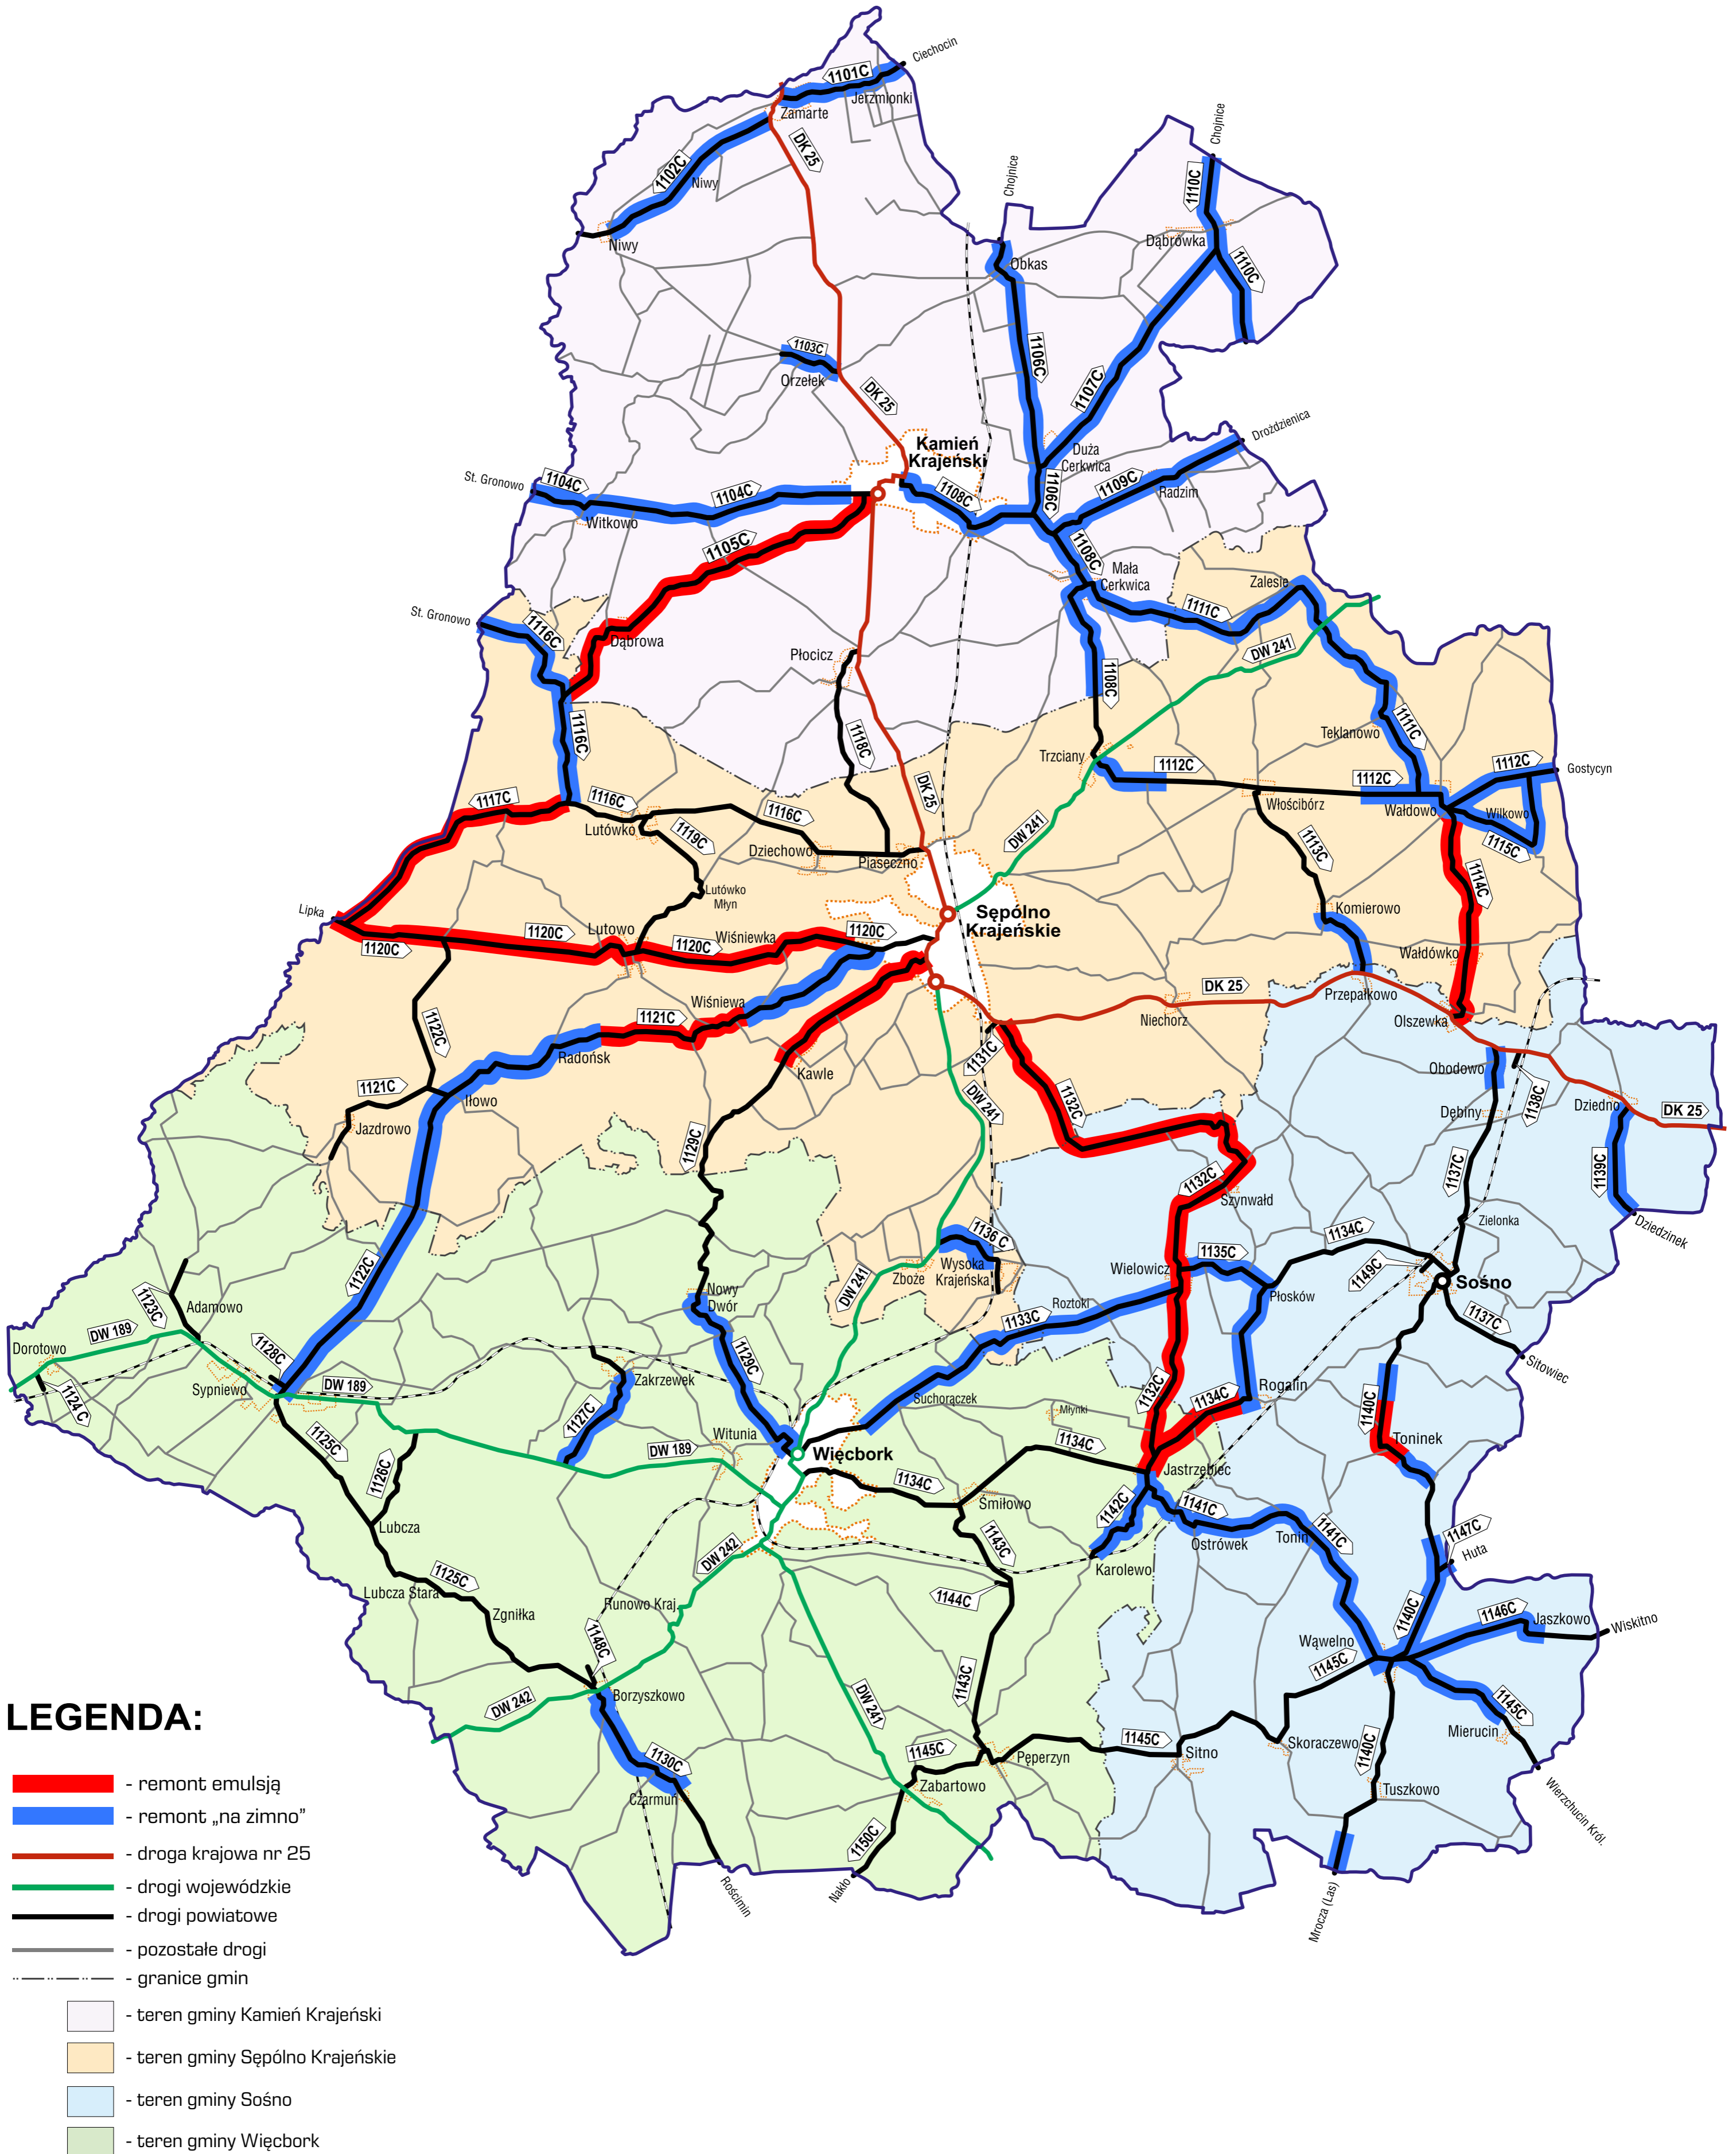 Ciechocin
1101C
Jerzmionki
Zamarte
DK 25
Chojnice
1102C
Niwy
Chojnice
1110C
Niwy
Dąbrówka
Obkas
1110C
1103C
1106C
Orzełek
1107C
DK 25
Drożdzienica
Kamień
Krajeński
Duża
Cerkwica
St. Gronowo
1104C
1104C
1108C
1106C
1109C
Radzim
Witkowo
1105C
1108C
Mała
Cerkwica
Zalesie
St. Gronowo
1116C
1111C
Dąbrowa
Płocicz
DW 241
1108C
1116C
1118C
1111C
Teklanowo
Trzciany
1112C
1112C
1112C
Gostycyn
DK 25
1117C
1116C
1116C
Włościbórz
Wałdowo
Wilkowo
Lutówko
1119C
DW 241
1113C
1115C
Dziechowo
Piaseczno
1114C
Lutówko
Młyn
Lipka
Sępólno
Krajeńskie
Komierowo
1120C
1120C
Lutowo
1120C
Wiśniewka
1120C
Wałdówko
DK 25
Przepałkowo
Wiśniewa
1121C
Niechorz
Olszewka
1122C
Radońsk
1131C
Kawle
Obodowo
1121C
Iłowo
DW 241
1132C
1138C
Dziedno
DK 25
Jazdrowo
Dębiny
1129C
1137C
1139C
1132C
Szynwałd
1136 C
1134C
Zielonka
Dziedzinek
Wysoka
Krajeńska
Zboże
Wielowicz
1135C
1149C
Sośno
1122C
Nowy
Dwór
DW 241
Roztoki
Płosków
1123C
Adamowo
1133C
1137C
DW 189
Dorotowo
1128C
1129C
Sitowiec
Sypniewo
DW 189
Zakrzewek
1124 C
1127C
Suchorączek
1132C
1134C
Rogalin
1140C
Młynki
1125C
1126C
Witunia
DW 189
Więcbork
1134C
Toninek
Jastrzębiec
1134C
Śmiłowo
1142C
1141C
Lubcza
1143C
Ostrówek
Tonin
1141C
1147C
Huta
DW 242
Karolewo
1125C
Lubcza Stara
1144C
Zgniłka
Runowo Kraj.
1140C
1146C
Jaszkowo
Wiskitno
1148C
Wąwelno
1143C
1145C
DW 242
Borzyszkowo
DW 241
1145C
Mierucin
1130C
1145C
Pęperzyn
1145C
Sitno
Skoraczewo
1140C
Czarmuń
Zabartowo
Tuszkowo
Wierzchucin Król.
1150C
Rościmin
Nakło
Mrocza (Las)
LEGENDA:
- remont emulsją
- remont „na zimno”
- droga krajowa nr 25
- drogi wojewódzkie
- drogi powiatowe
- pozostałe drogi
- granice gmin
- teren gminy Kamień Krajeński
- teren gminy Sępólno Krajeńskie
- teren gminy Sośno
- teren gminy Więcbork